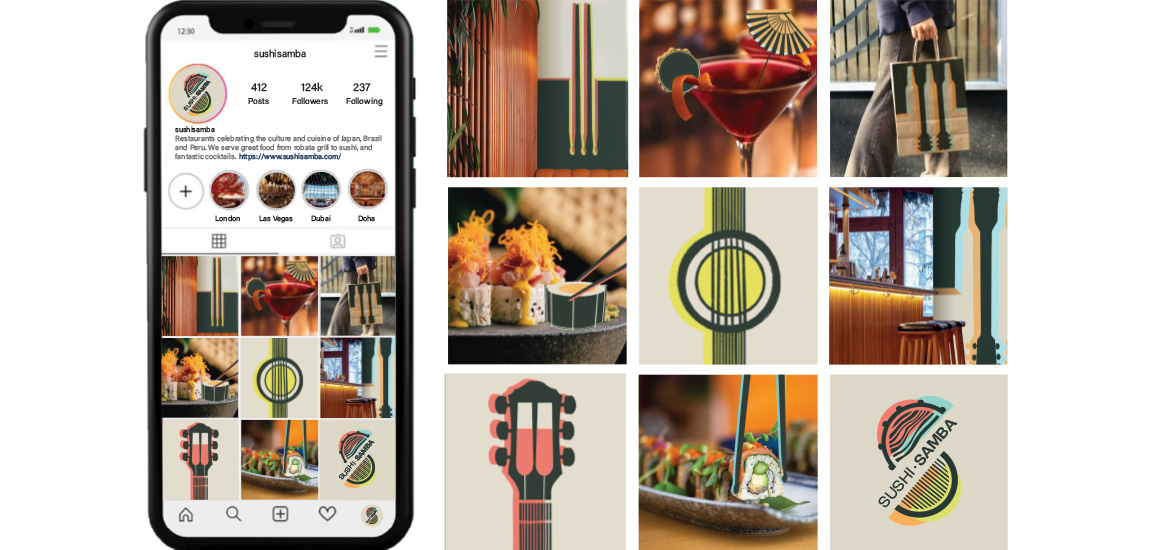 12:30
sushisamba
412 124k 237
Posts Followers Following
SUSHI·SAMBA
sushisamba
Restaurants celebrating the culture and cuisine of Japan, Brazil
and Peru. We serve great food from robata grill to sushi, and
fantastic cocktails. https://www.sushisamba.com/
London Las Vegas Dubai Doha
SUSHI·SAMBA
SUSHI·SAMBA